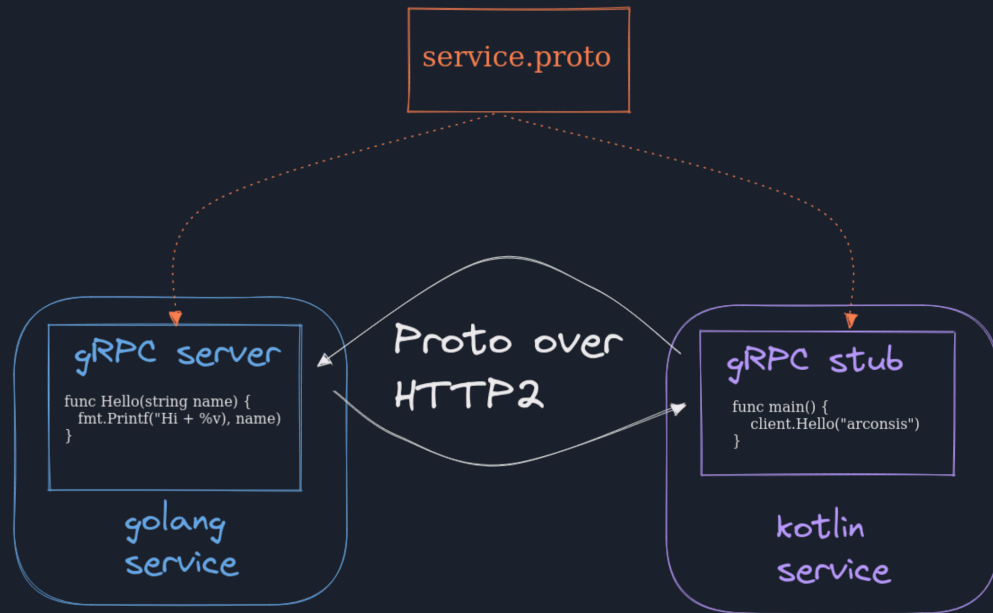 service.proto
gRPC server
func Hello(string name) {
fmt.Printf("Hi + %v), name)
}
golang
service
Proto over
HTTP2
gRPC stub
func main() {
client.Hello("arconsis")
}
kotlin
service